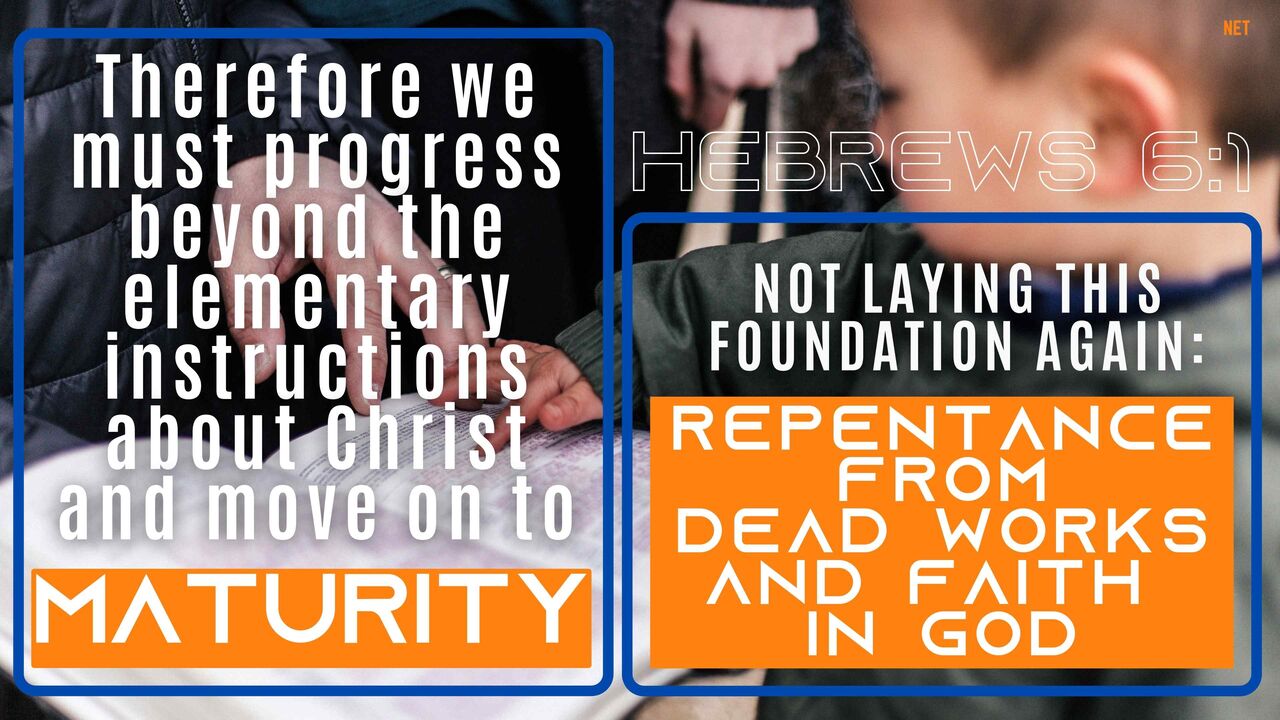 NET
Therefore we
must progress
beyond the
elementary
instructions
about Christ
and move on to
MATURITY
HEBREWS 6:1
NOT LAYING THIS
FOUNDATION AGAIN:
REPENTANCE
FROM
DEAD WORKS
AND FAITH
IN GOD